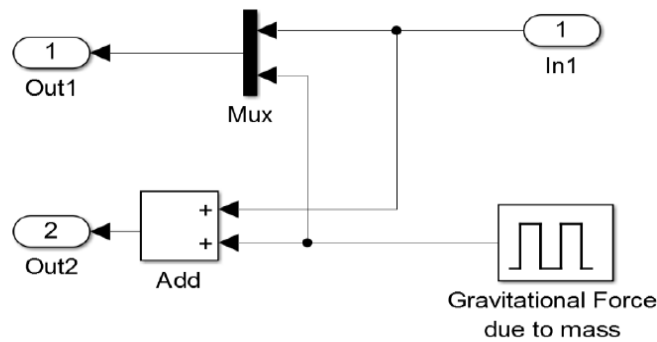 1
Out1
Mux
1
In1
2
Out2
+
+
Add
Gravitational Force
due to mass